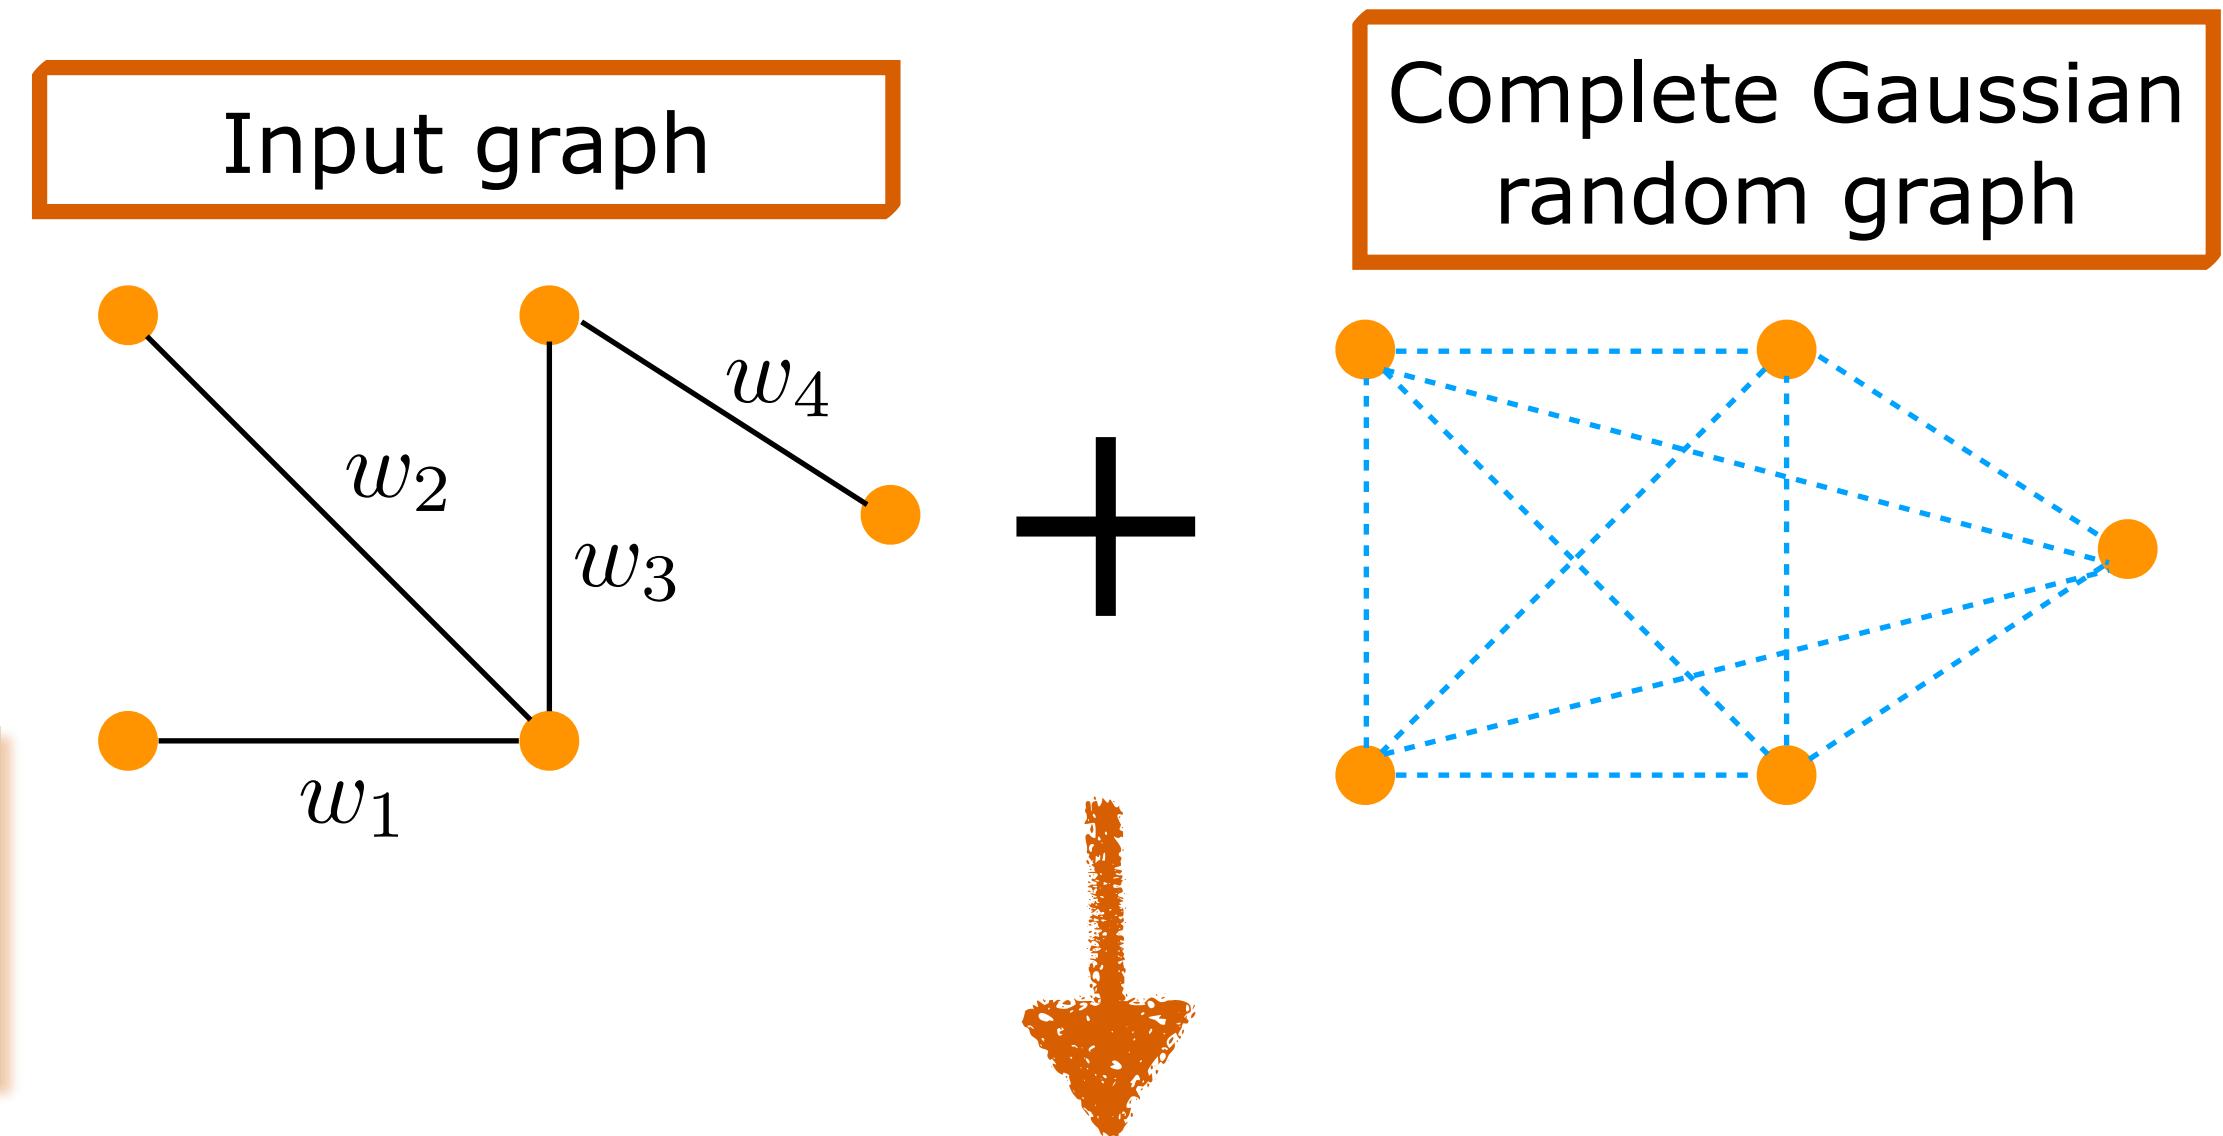 Input graph
Complete Gaussian
random graph
w4
w2
w3
+
w1